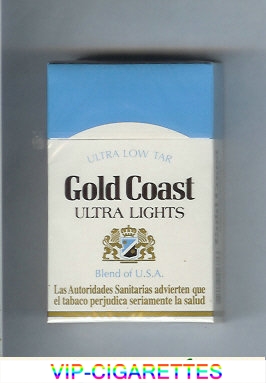 ULTRA LOW TAR
Gold Coast
ULTRA LIGHTS
Blend of U.S.A.
Las Autoridades Sanitarias advierten que
el tabaco perjudica seriamente la salud
VIP-CIGARETTES